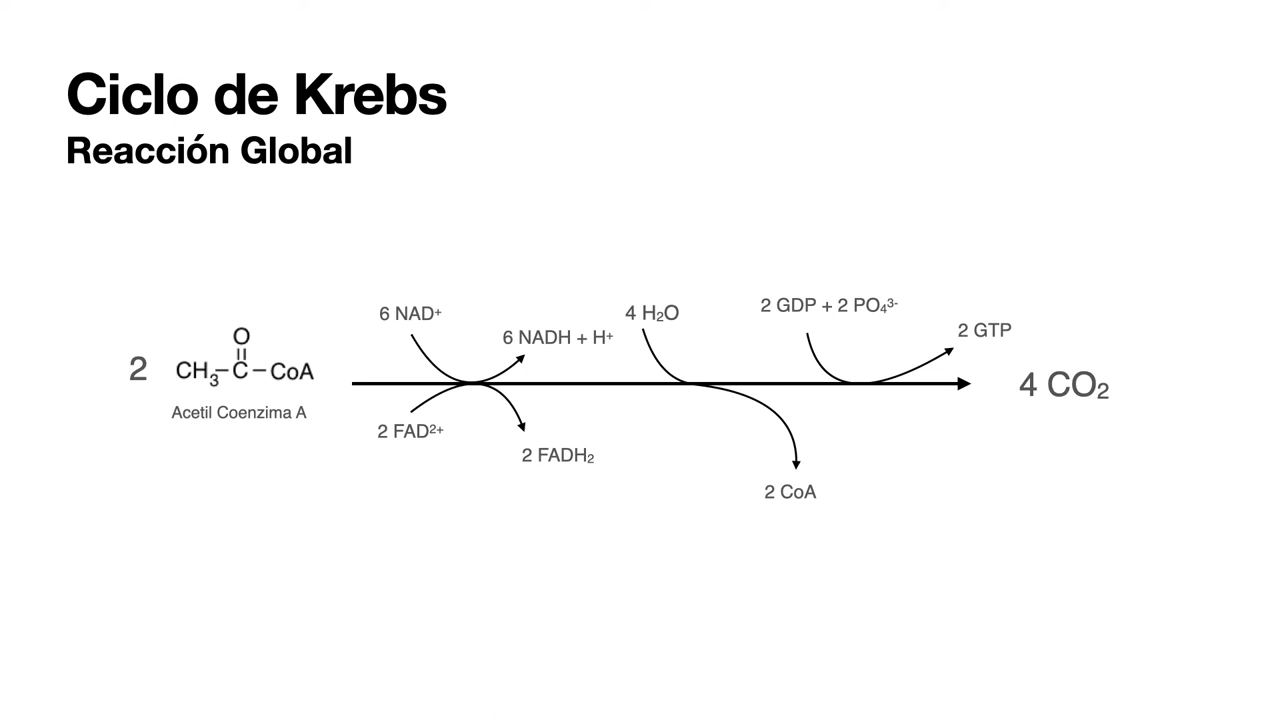 Ciclo de Krebs
Reacción Global
6 NAD⁺
6 NADH + H⁺
4 H₂O
2 GDP + 2 PO₄³⁻
2 GTP
2
O
CH₃–C–CoA
Acetil Coenzima A
4 CO₂
2 FAD²⁺
2 FADH₂
2 CoA